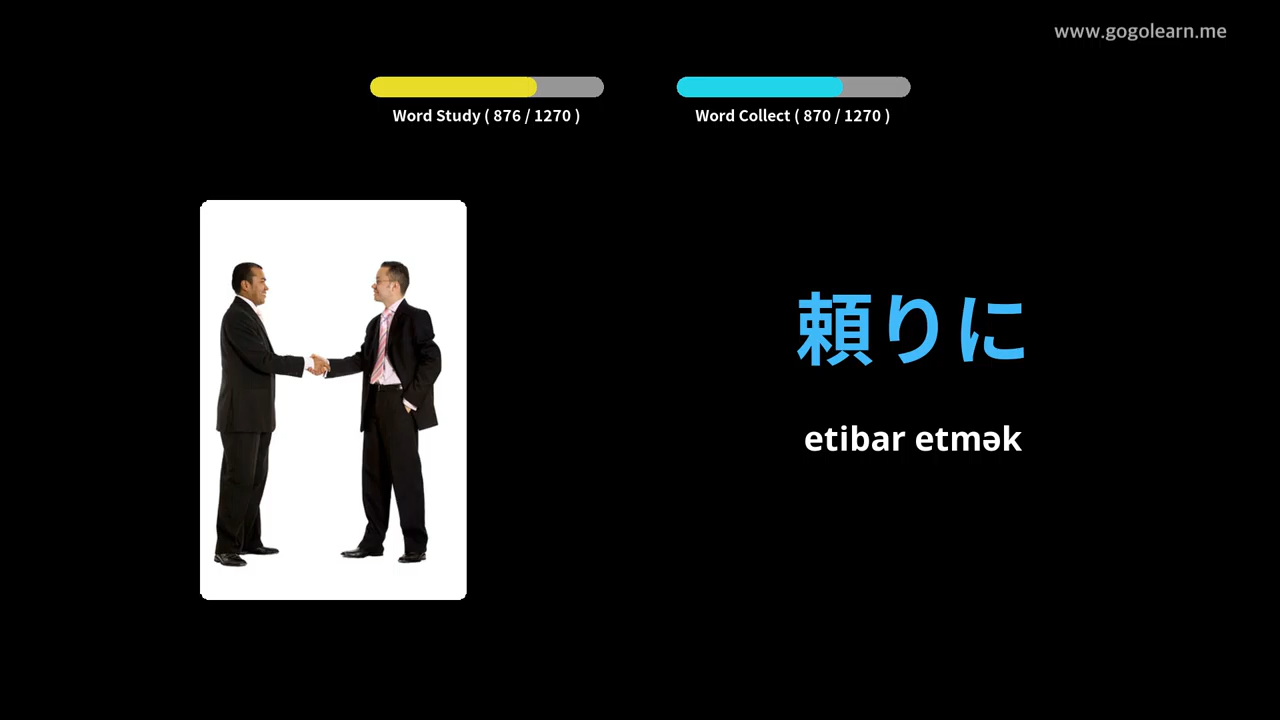 www.gogolearn.me
Word Study ( 876 / 1270 )
Word Collect ( 870 / 1270 )
頼りに
etibar etmək